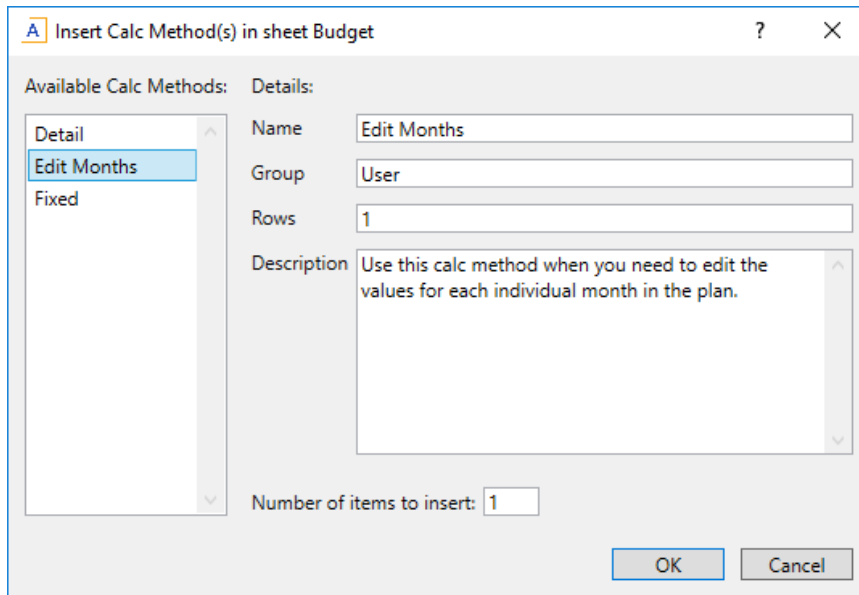 A Insert Calc Method(s) in sheet Budget ?
Available Calc Methods: Details:
Detail
Edit Months
Fixed
Name Edit Months
Group User
Rows 1
Description Use this calc method when you need to edit the
values for each individual month in the plan.
Number of items to insert: 1
OK Cancel